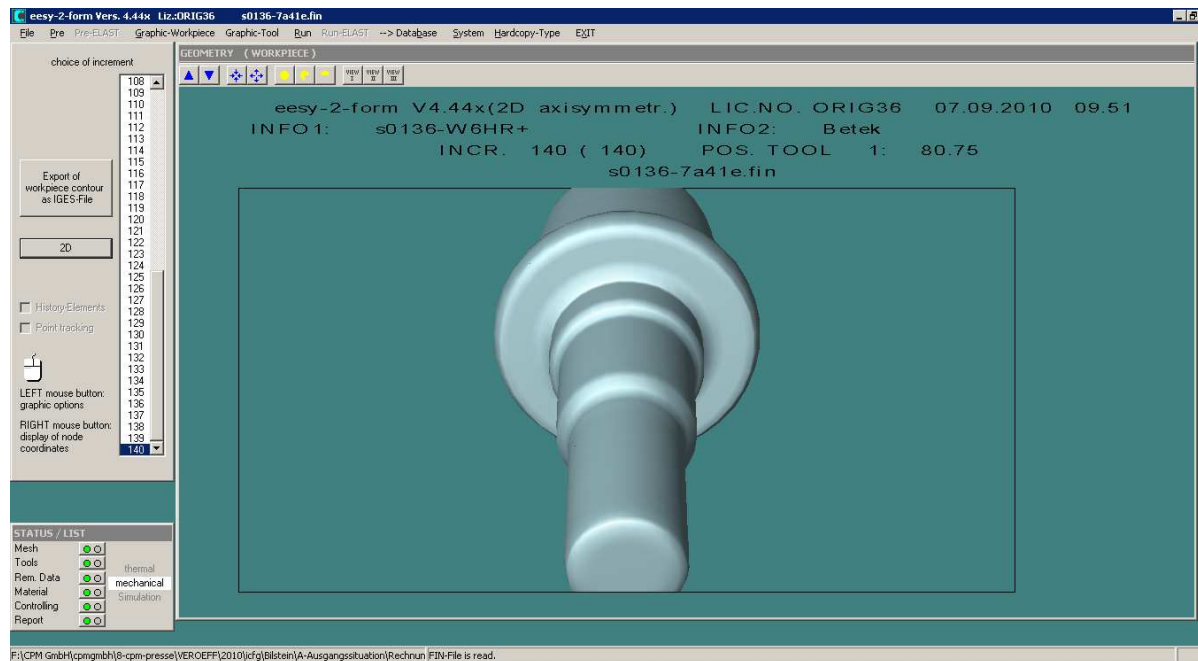 eesy-2-form Vers. 4.44x Liz.:ORIG36 s0136-7a41e.fin
File Pre Pre-ELAST Graphic-Workpiece Graphic-Tool Run Run-ELAST --> Database System Hardcopy-Type EXIT
choice of increment
108
109
110
111
112
113
114
115
116
117
118
119
120
121
122
123
124
125
126
127
128
129
130
131
132
133
134
135
136
137
138
139
140
Export of
workpiece contour
as IGES-File
2D
History-Elements
Point tracking
LEFT mouse button:
graphic options
RIGHT mouse button:
display of node
coordinates
GEOMETRY ( WORKPIECE )
VIEW I VIEW II VIEW III
eesy-2-form V4.44x(2D axisymmetr.) LIC.NO. ORIG36 07.09.2010 09.51
INFO1: s0136-W6HR+ INFO2: Betek
INCR. 140 ( 140) POS. TOOL 1: 80.75
s0136-7a41e.fin
STATUS / LIST
Mesh
Tools
Rem. Data
Material
Controlling
Report
thermal
mechanical
Simulation
F:\CPM GmbH\cpmgmbh\8-cpm-presse\VEROEFF\2010\icfg\Bilstein\A-Ausgangssituation\Rechnun FIN-File is read.